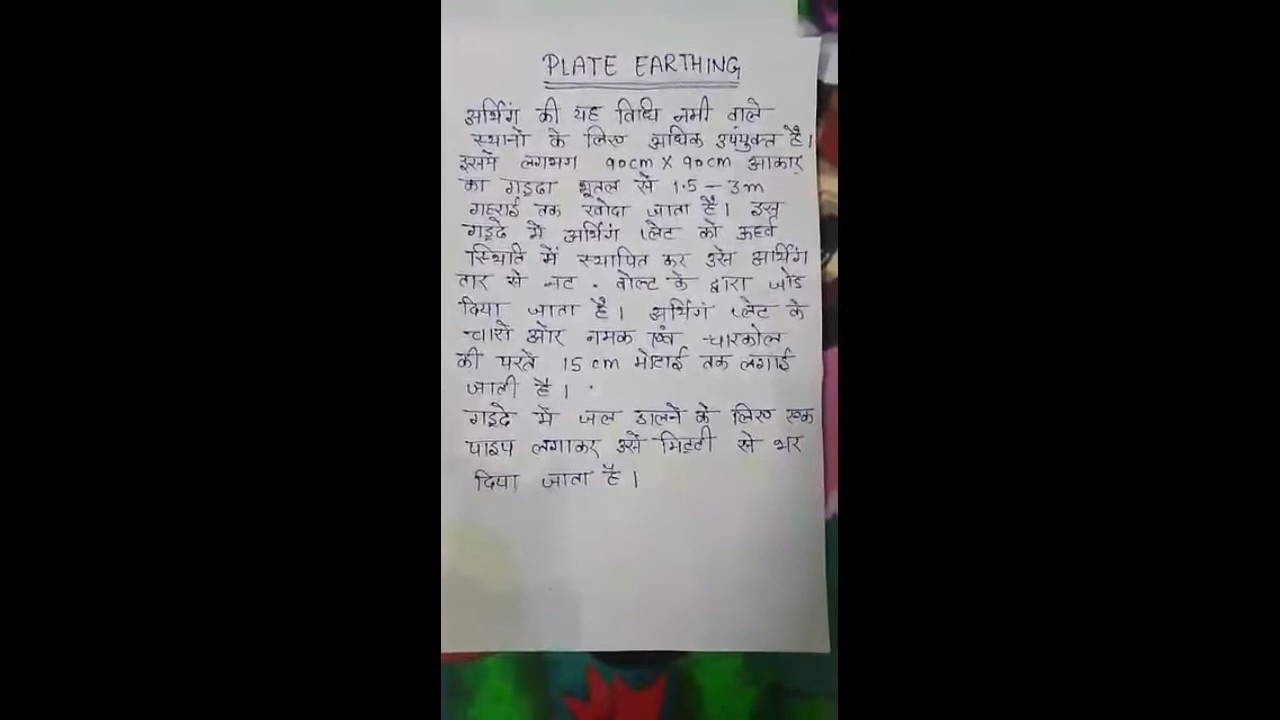 PLATE EARTHING
अर्थिंग की यह विधि नमी वाले
स्थानों के लिए अधिक उपयुक्त है।
इसमें लगभग 90cm X 90cm आकार
का गड्ढा भूतल से 1.5 - 3m
गहराई तक खोदा जाता है। इस
गड्ढे में अर्थिंग प्लेट को ऊर्ध्व
स्थिति में स्थापित कर उसे अर्थिंग
तार से नट - बोल्ट के द्वारा जोड़
दिया जाता है। अर्थिंग प्लेट के
चारों ओर नमक एवं चारकोल
की परतें 15 cm मोटाई तक लगाई
जाती है।
गड्ढे में जल डालने के लिए एक
पाइप लगाकर उसे मिट्टी से भर
दिया जाता है।